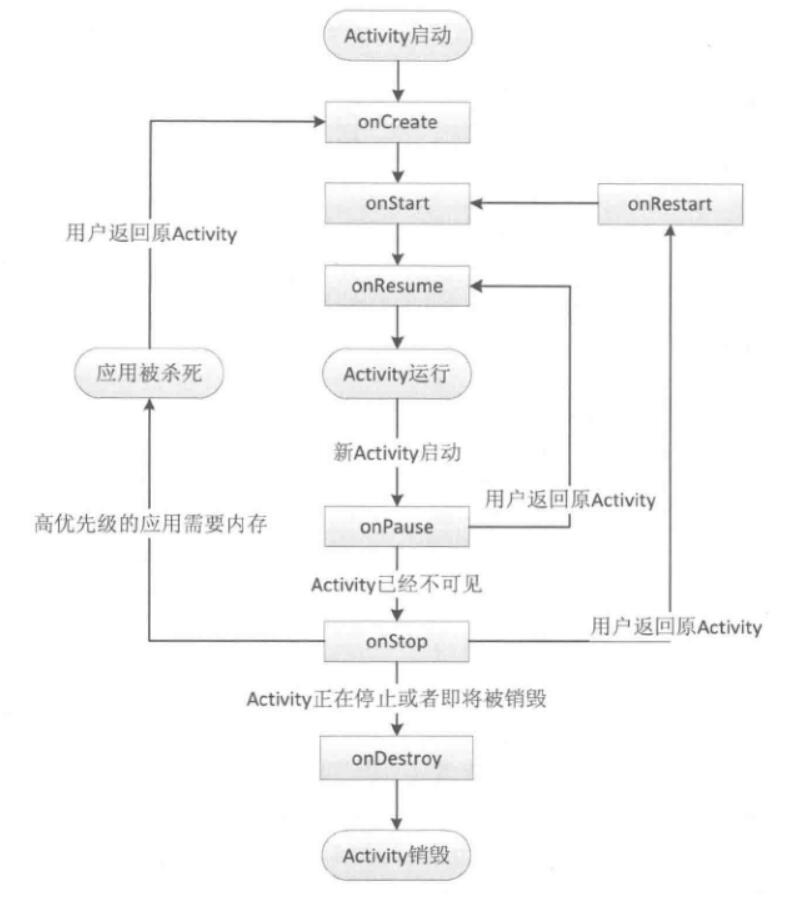 Activity启动
onCreate
onStart
onRestart
用户返回原Activity
onResume
应用被杀死
Activity运行
新Activity启动
用户返回原Activity
高优先级的应用需要内存
onPause
Activity已经不可见
用户返回原Activity
onStop
Activity正在停止或者即将被销毁
onDestroy
Activity销毁